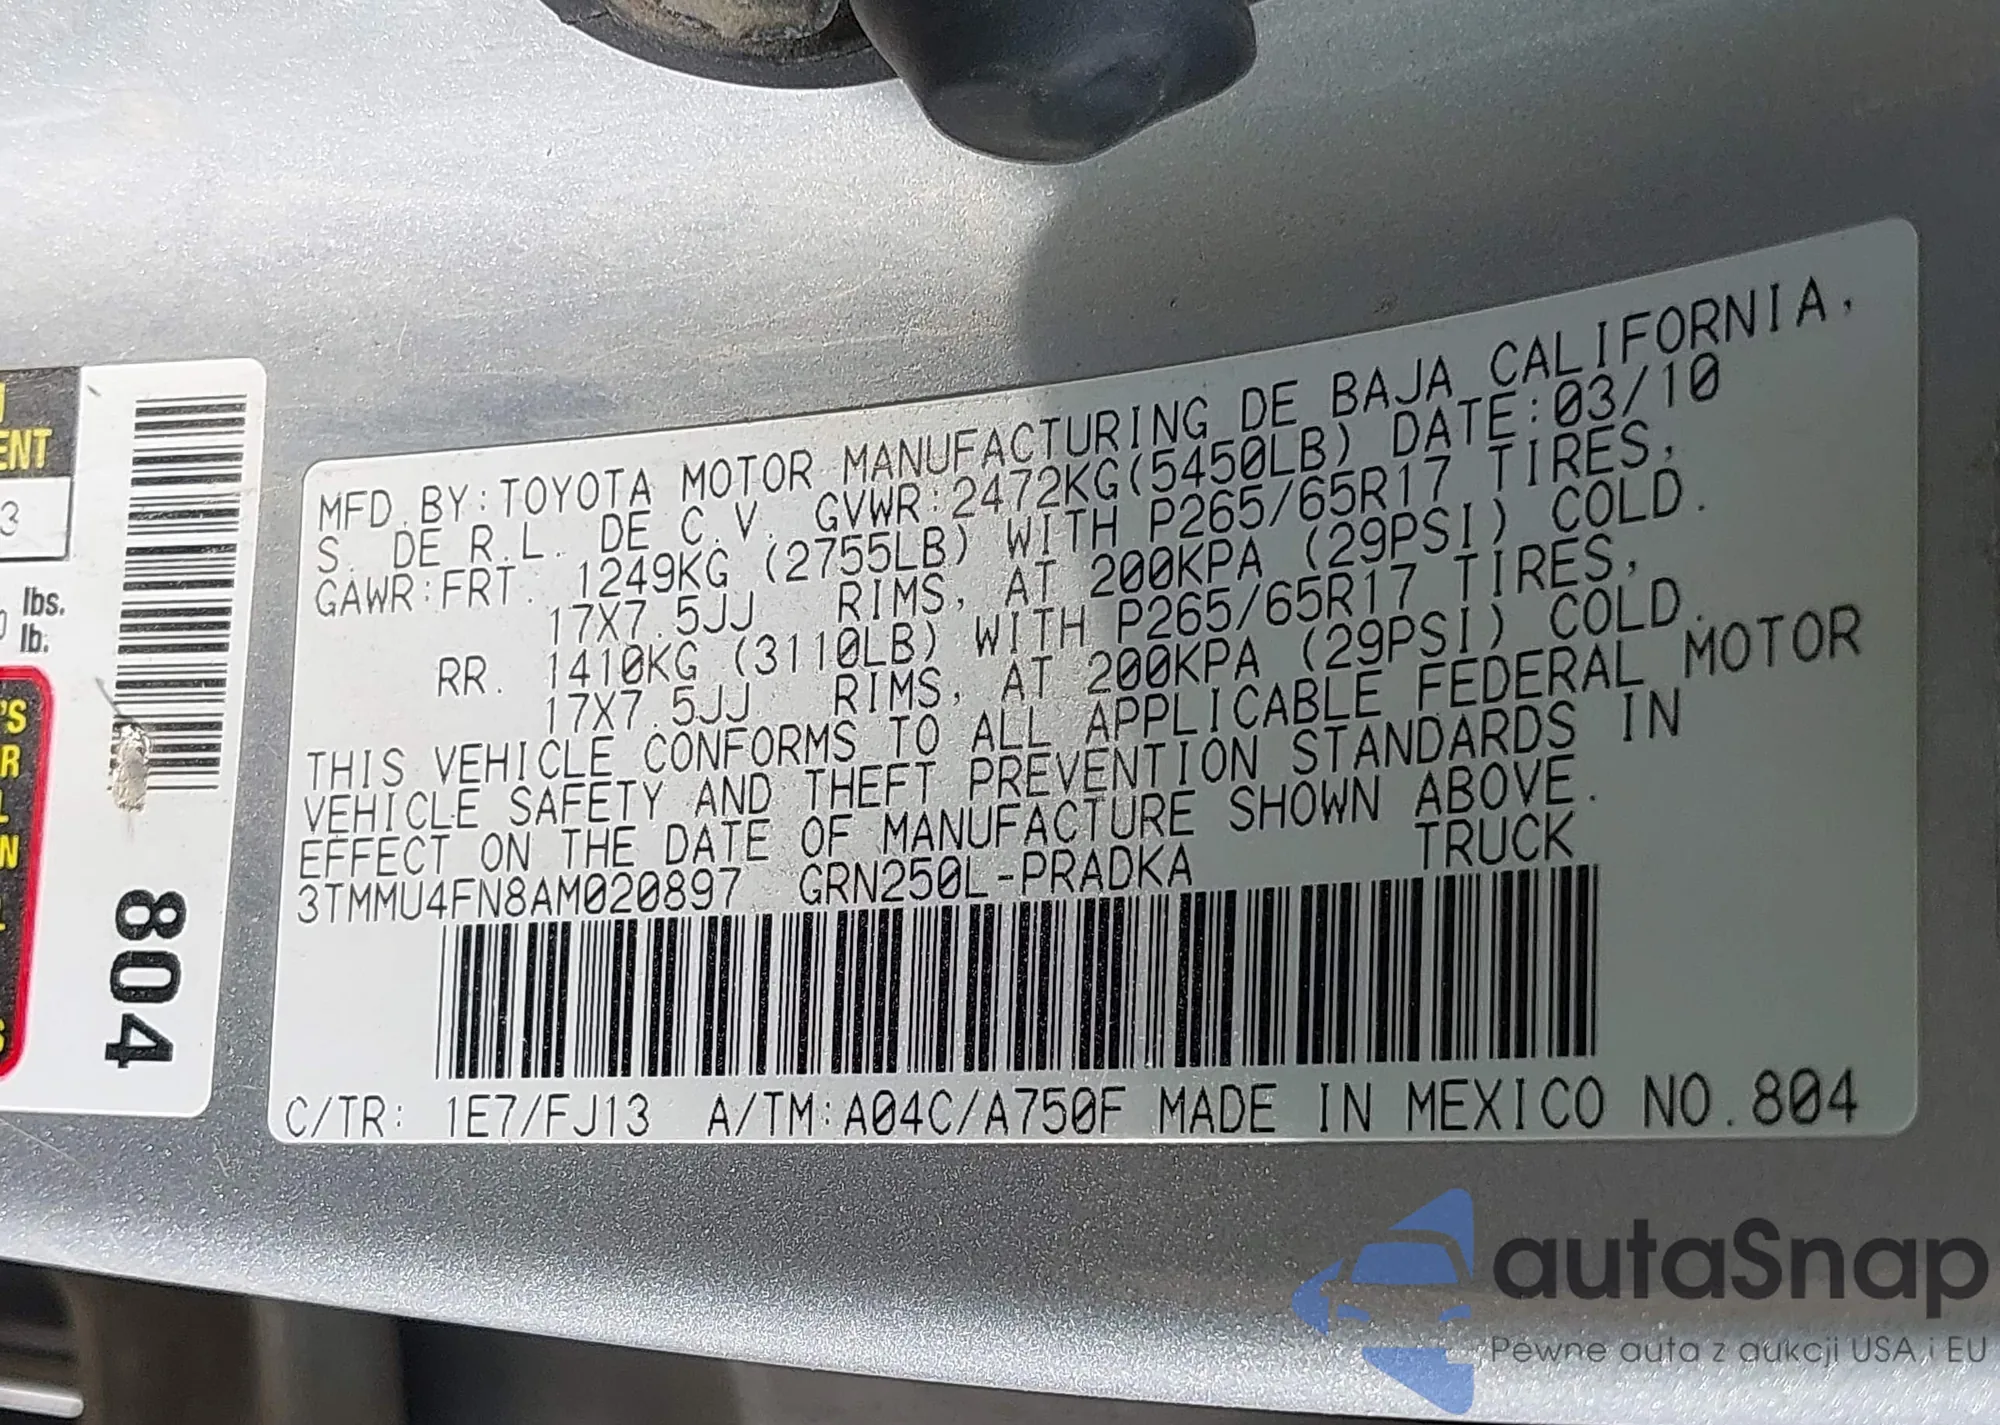 MFD. BY:TOYOTA MOTOR MANUFACTURING DE BAJA CALIFORNIA,
S. DE R.L. DE C.V. GVWR:2472KG(5450LB) DATE:03/10
GAWR:FRT. 1249KG (2755LB) WITH P265/65R17 TIRES,
17X7.5JJ RIMS, AT 200KPA (29PSI) COLD.
RR. 1410KG (3110LB) WITH P265/65R17 TIRES,
17X7.5JJ RIMS, AT 200KPA (29PSI) COLD.
THIS VEHICLE CONFORMS TO ALL APPLICABLE FEDERAL MOTOR
VEHICLE SAFETY AND THEFT PREVENTION STANDARDS IN
EFFECT ON THE DATE OF MANUFACTURE SHOWN ABOVE.
3TMMU4FN8AM020897 GRN250L-PRADKA TRUCK
C/TR: 1E7/FJ13 A/TM:A04C/A750F MADE IN MEXICO NO.804
3
lbs.
lb.
804
autaSnap
Pewne auta z aukcji USA i EU